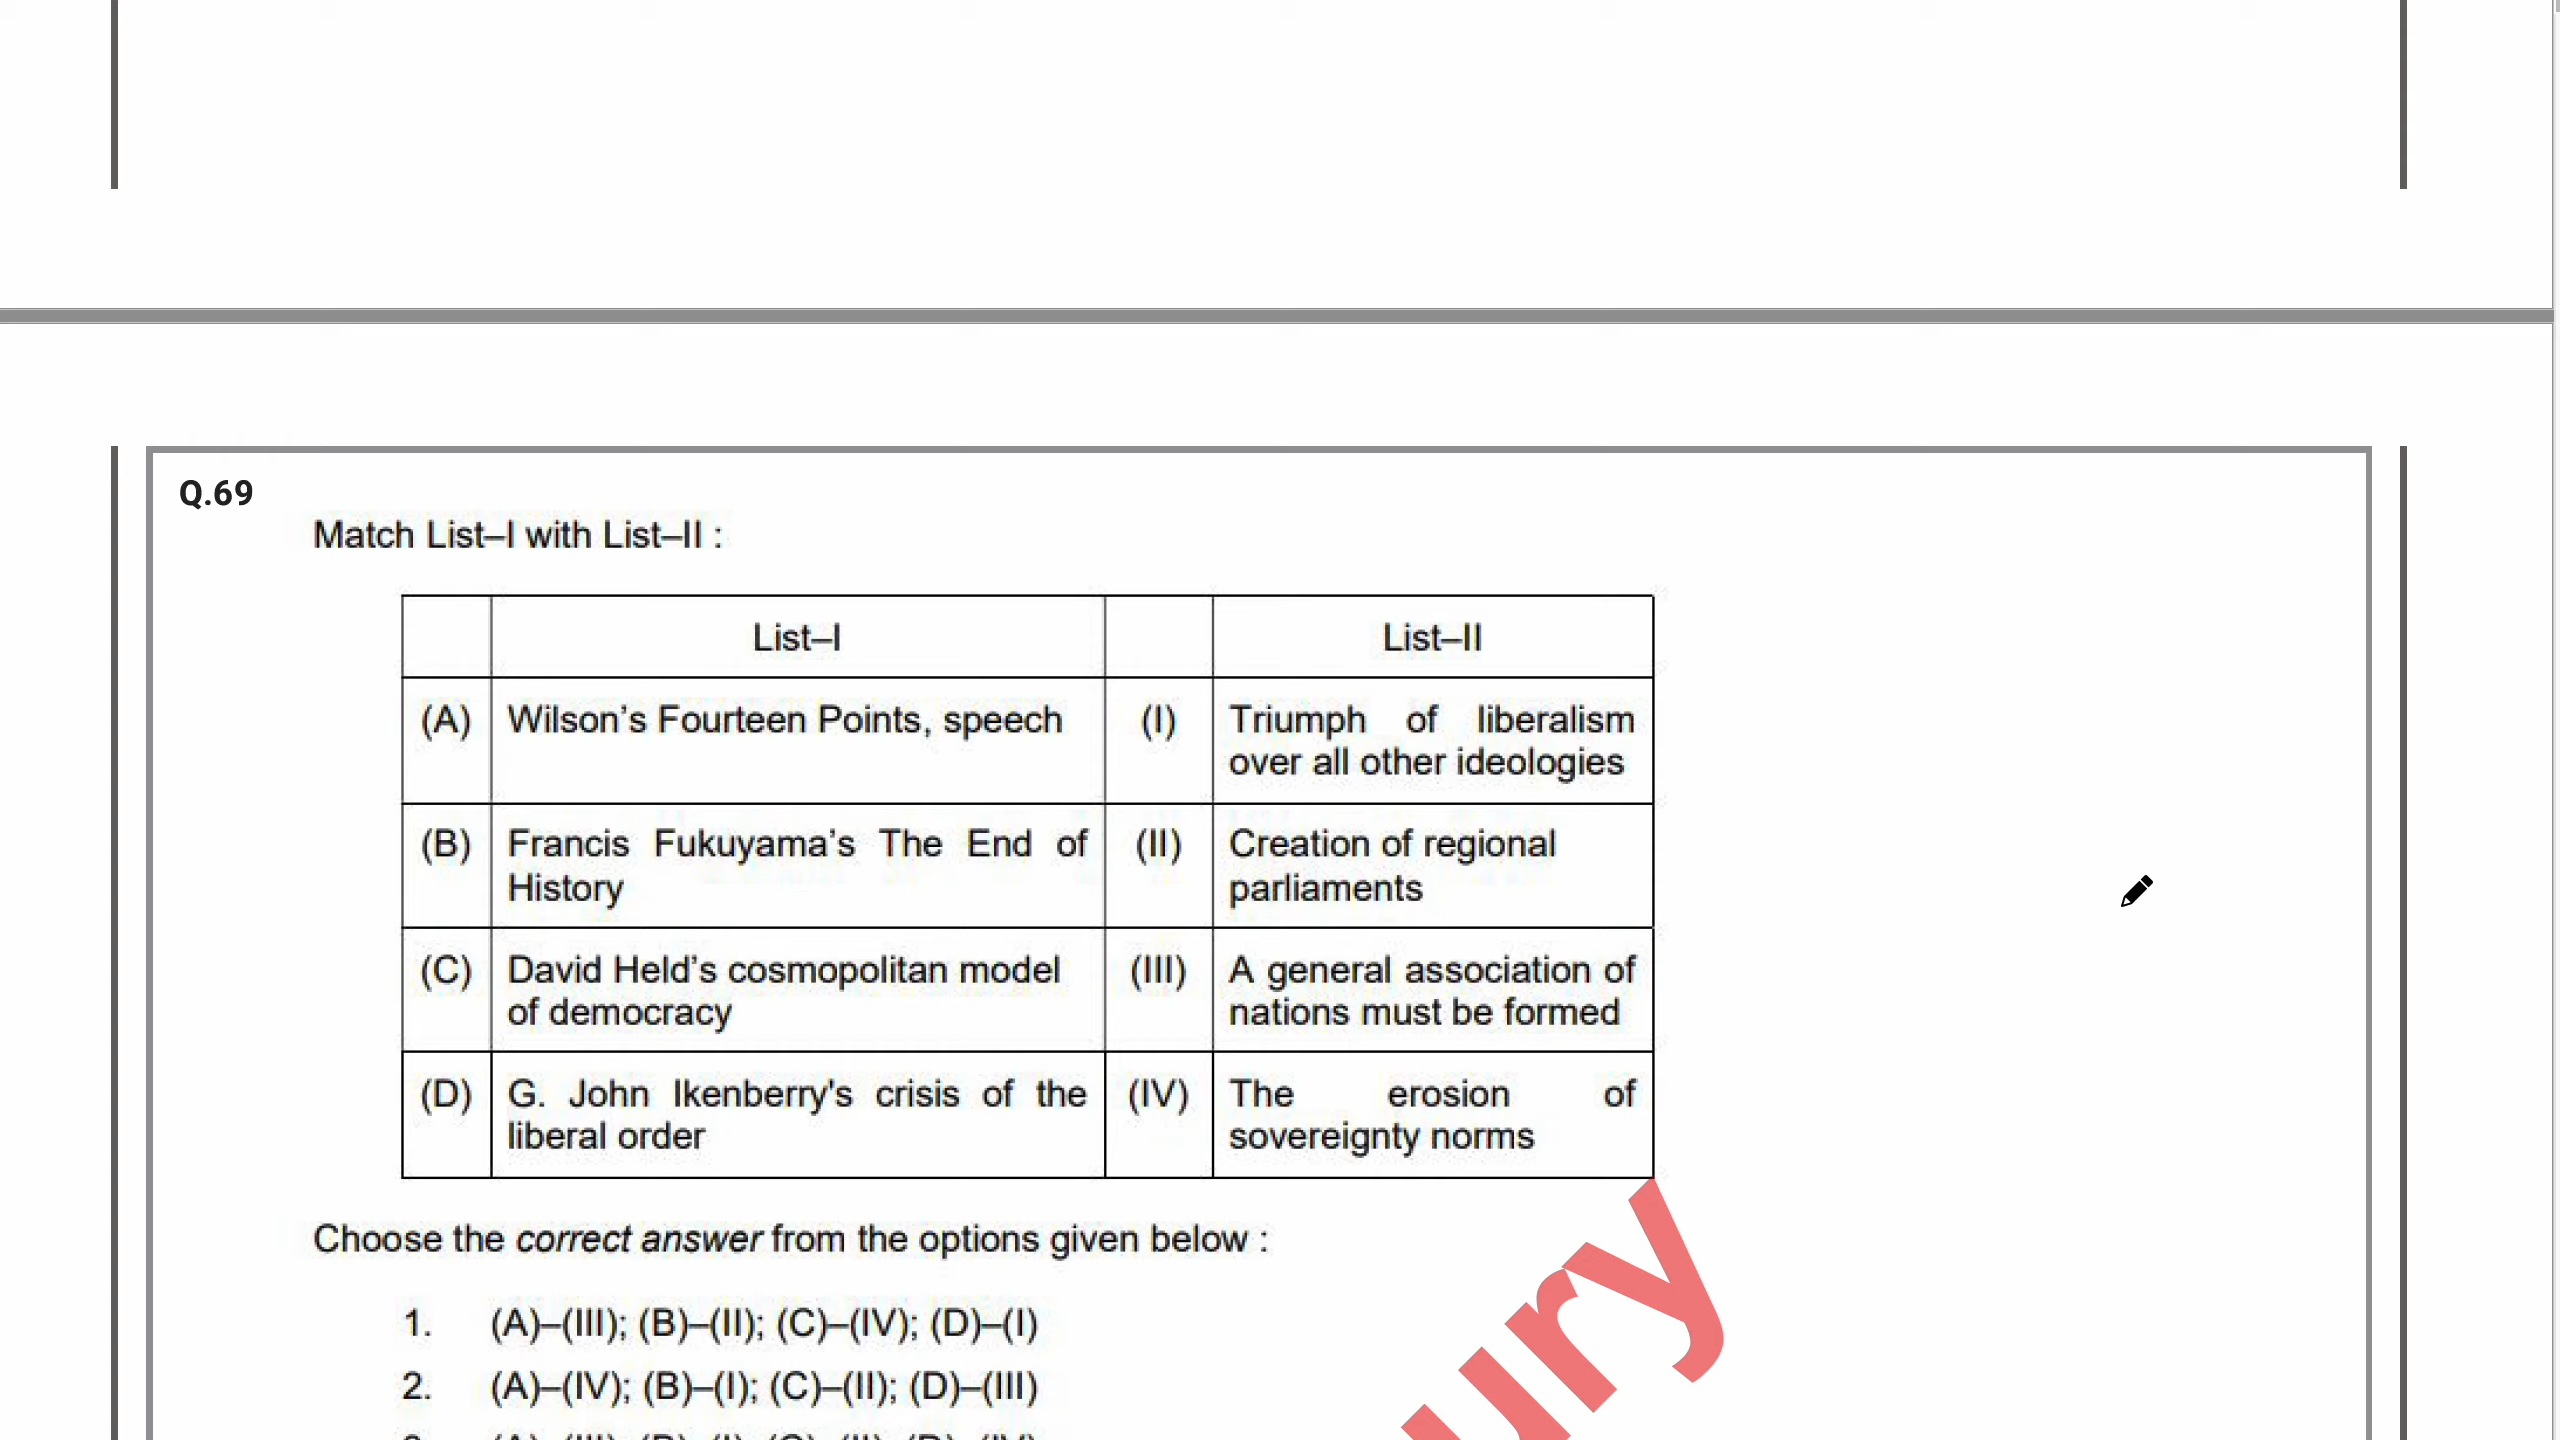 Q.69
Match List–I with List–II :
List–I List–II
(A) Wilson's Fourteen Points, speech (I) Triumph of liberalism
over all other ideologies
(B) Francis Fukuyama's The End of (II) Creation of regional
History parliaments
(C) David Held's cosmopolitan model (III) A general association of
of democracy nations must be formed
(D) G. John Ikenberry's crisis of the (IV) The erosion of
liberal order sovereignty norms
Choose the correct answer from the options given below :
1. (A)–(III); (B)–(II); (C)–(IV); (D)–(I)
2. (A)–(IV); (B)–(I); (C)–(II); (D)–(III)
ury